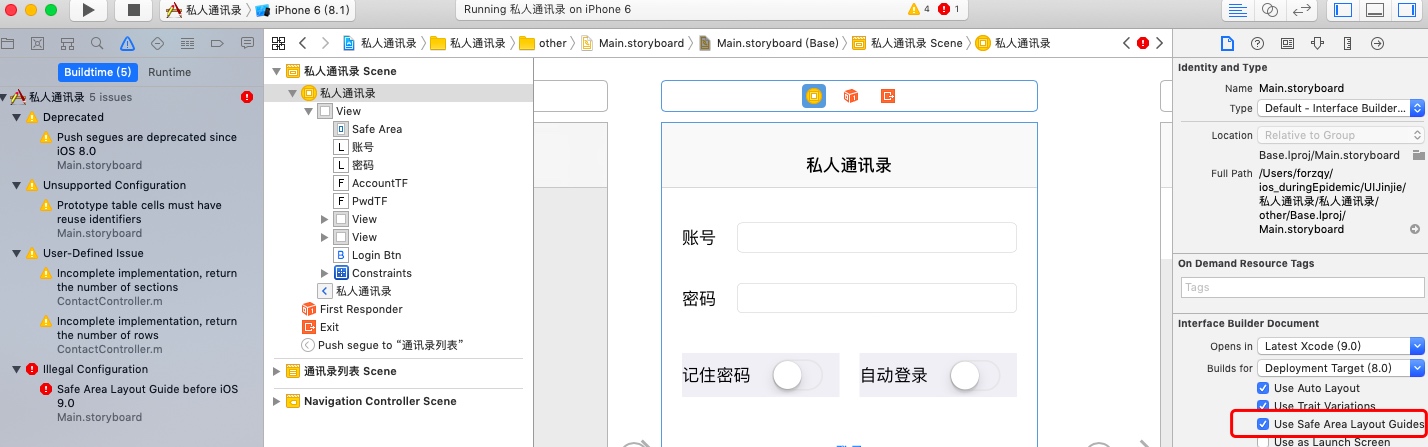 私人通讯录 〉 iPhone 6 (8.1)
Running 私人通讯录 on iPhone 6
4
1
Buildtime (5)
Runtime
私人通讯录 5 issues
Deprecated
Push segues are deprecated since
iOS 8.0
Main.storyboard
Unsupported Configuration
Prototype table cells must have
reuse identifiers
Main.storyboard
User-Defined Issue
Incomplete implementation, return
the number of sections
ContactController.m
Incomplete implementation, return
the number of rows
ContactController.m
Illegal Configuration
Safe Area Layout Guide before iOS
9.0
Main.storyboard
私人通讯录 〉 私人通讯录 〉 other 〉 Main.storyboard 〉 Main.storyboard (Base) 〉 私人通讯录 Scene 〉 私人通讯录
私人通讯录 Scene
私人通讯录
View
Safe Area
L 账号
L 密码
F AccountTF
F PwdTF
View
View
B Login Btn
Constraints
私人通讯录
First Responder
Exit
Push segue to “通讯录列表”
通讯录列表 Scene
Navigation Controller Scene
私人通讯录
账号
密码
记住密码
自动登录
Identity and Type
Name Main.storyboard
Type Default - Interface Builder...
Location Relative to Group
Base.lproj/Main.storyboard
Full Path /Users/forzqy/
ios_duringEpidemic/UIJinjie/
私人通讯录/私人通讯录/
other/Base.lproj/
Main.storyboard
On Demand Resource Tags
Tags
Interface Builder Document
Opens in Latest Xcode (9.0)
Builds for Deployment Target (8.0)
Use Auto Layout
Use Trait Variations
Use Safe Area Layout Guides
Use as Launch Screen